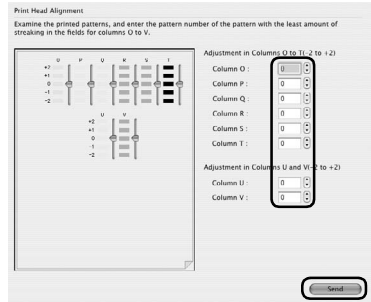 Print Head Alignment
Examine the printed patterns, and enter the pattern number of the pattern with the least amount of
streaking in the fields for columns O to V.
O P Q R S T
+2
+1
0
-1
-2
U V
+2
+1
0
-1
-2
Adjustment in Columns O to T(-2 to +2)
Column O : 0
Column P : 0
Column Q : 0
Column R : 0
Column S : 0
Column T : 0
Adjustment in Columns U and V(-2 to +2)
Column U : 0
Column V : 0
Send